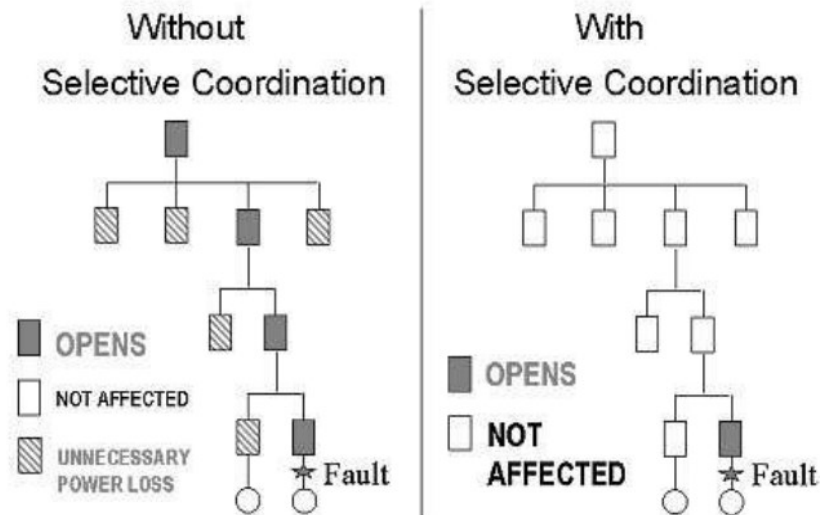 Without
Selective Coordination
OPENS
NOT AFFECTED
UNNECESSARY
POWER LOSS
Fault
With
Selective Coordination
OPENS
NOT
AFFECTED
Fault